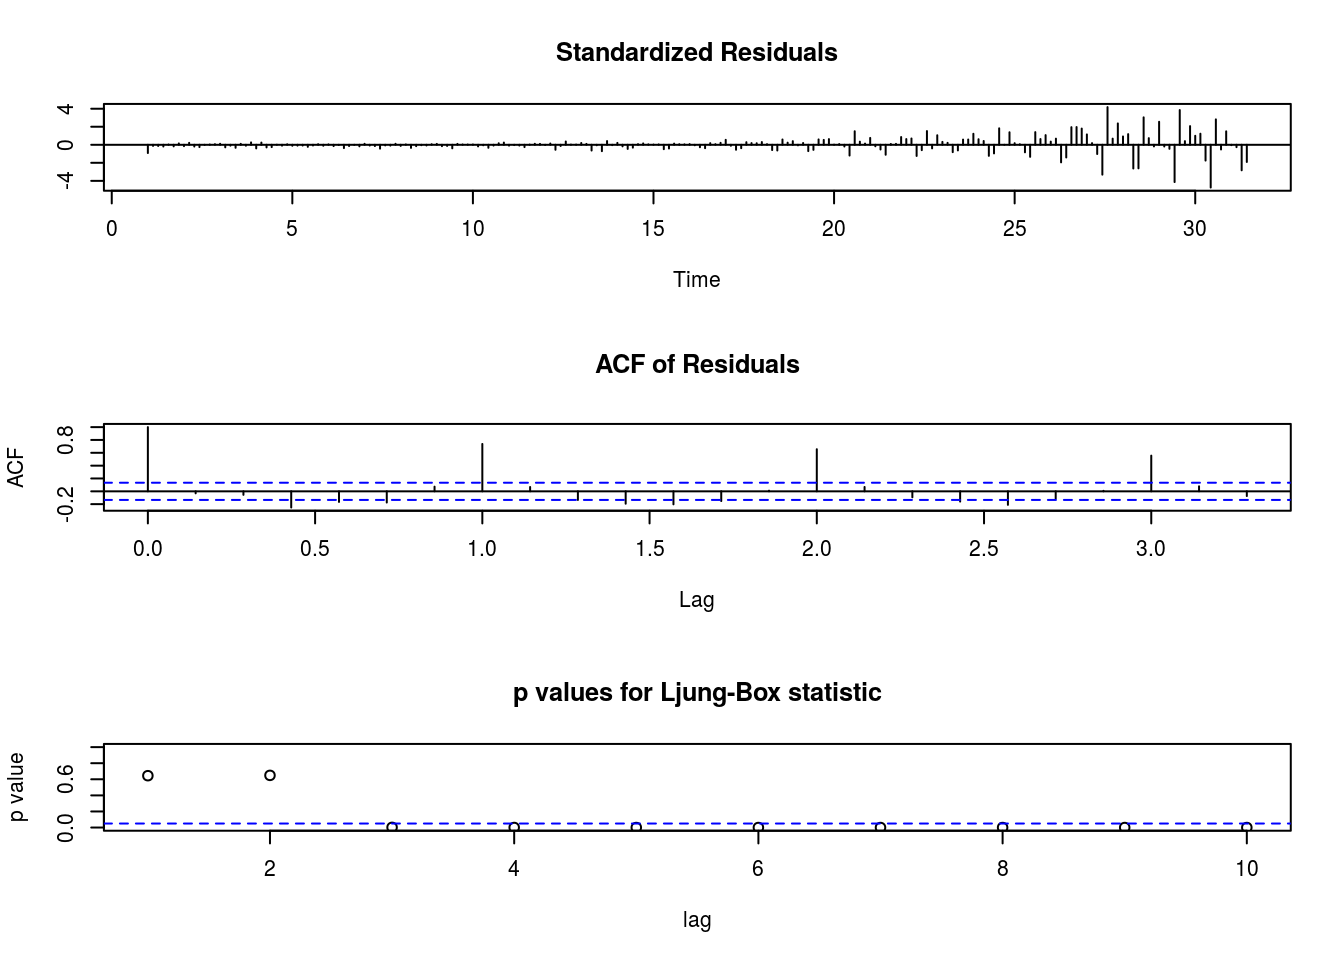 Standardized Residuals
4
0
-4
0 5 10 15 20 25 30
Time
ACF of Residuals
ACF
0.8
-0.2
0.0 0.5 1.0 1.5 2.0 2.5 3.0
Lag
p values for Ljung-Box statistic
p value
0.6
0.0
2 4 6 8 10
lag